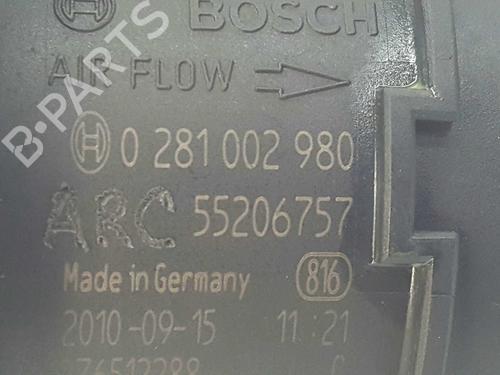 BOSCH
AIR FLOW
0 281 002 980
ARC 55206757
Made in Germany 816
2010-09-15 11:21
B-PARTS